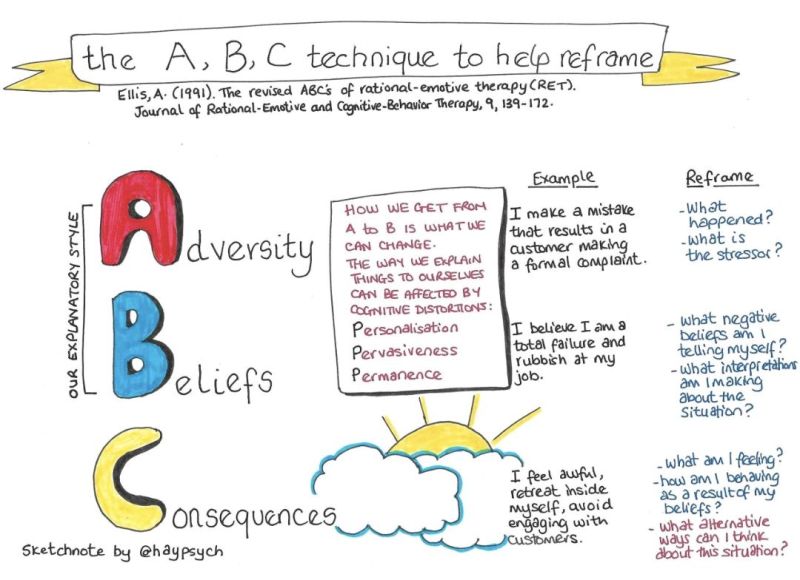 the A, B, C technique to help reframe
Ellis, A. (1991). The revised ABC's of rational-emotive therapy (RET).
Journal of Rational-Emotive and Cognitive-Behavior Therapy, 9, 139-172.
OUR EXPLANATORY STYLE
Adversity
Beliefs
Consequences
HOW WE GET FROM
A to B IS WHAT WE
CAN CHANGE.
THE WAY WE EXPLAIN
THINGS TO OURSELVES
CAN BE AFFECTED BY
COGNITIVE DISTORTIONS:
Personalisation
Pervasiveness
Permanence
Example
I make a mistake
that results in a
customer making
a formal complaint.
I believe I am a
total failure and
rubbish at my
job.
I feel awful,
retreat inside
myself, avoid
engaging with
customers.
Reframe
- What
happened?
- What is
the stressor?
- What negative
beliefs am I
telling myself?
- What interpretations
am I making
about the
situation?
- What am I feeling?
- how am I behaving
as a result of my
beliefs?
- What alternative
ways can I think
about this situation?
Sketchnote by @haypsych